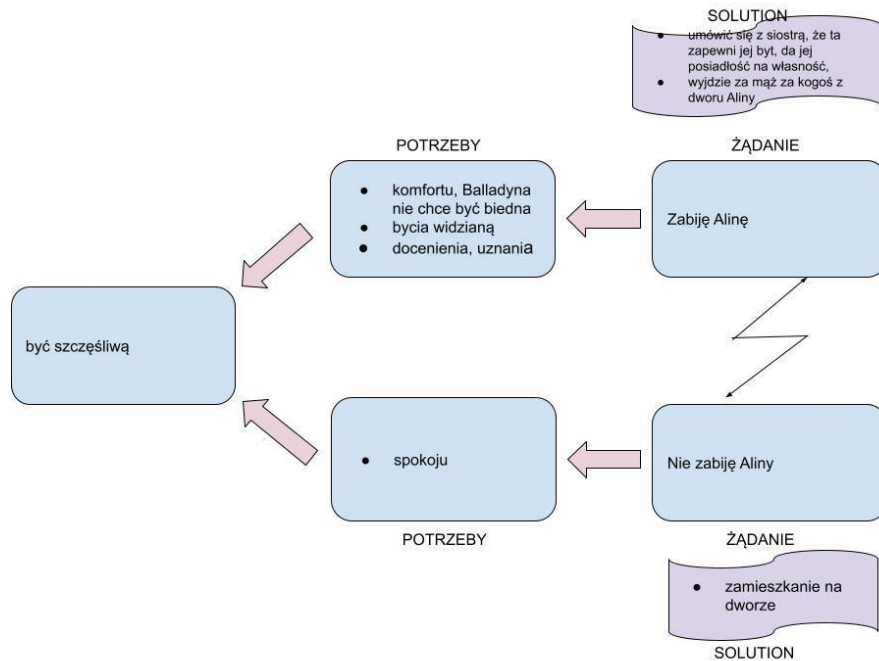 SOLUTION
● umówić się z siostrą, że ta
zapewni jej byt, da jej
posiadłość na własność,
● wyjdzie za mąż za kogoś z
dworu Aliny
POTRZEBY
ŻĄDANIE
● komfortu, Balladyna
nie chce być biedna
● bycia widzianą
● docenienia, uznania
Zabiję Alinę
być szczęśliwą
● spokoju
Nie zabiję Aliny
POTRZEBY
ŻĄDANIE
● zamieszkanie na
dworze
SOLUTION